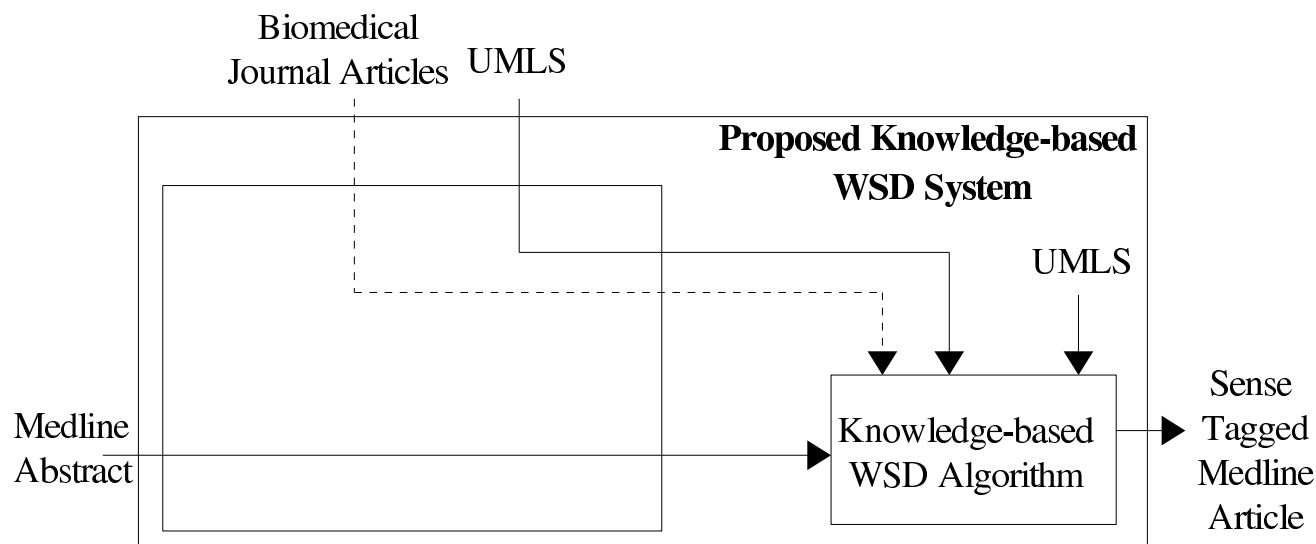 Biomedical
Journal Articles
UMLS
Proposed Knowledge-based
WSD System
UMLS
Medline
Abstract
Knowledge-based
WSD Algorithm
Sense
Tagged
Medline
Article